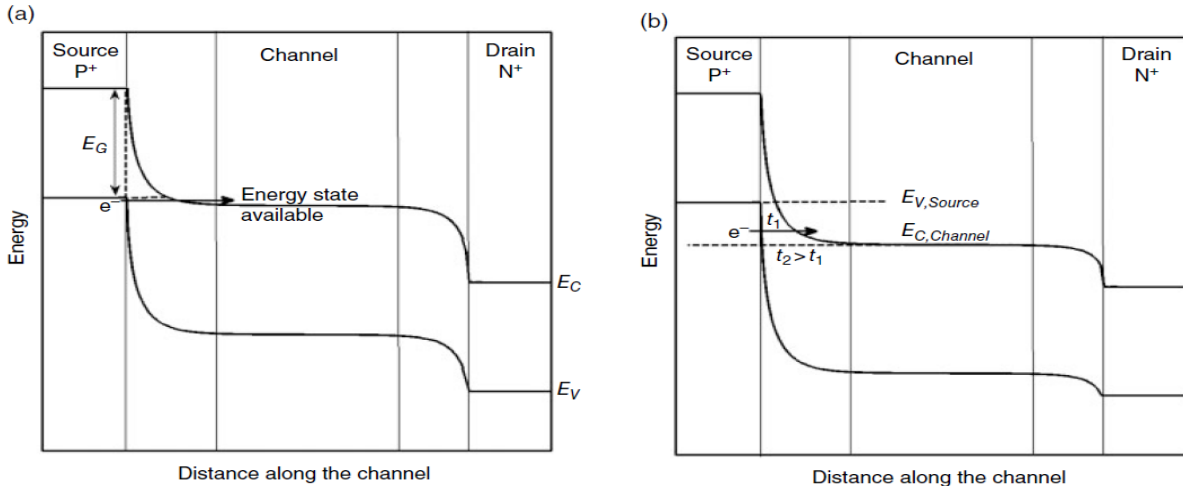 (a)
Source
P⁺
Channel
Drain
N⁺
E_G
e⁻
Energy state
available
E_C
E_V
Energy
Distance along the channel
(b)
Source
P⁺
Channel
Drain
N⁺
E_V,Source
e⁻
t₁
E_C,Channel
t₂ > t₁
Energy
Distance along the channel